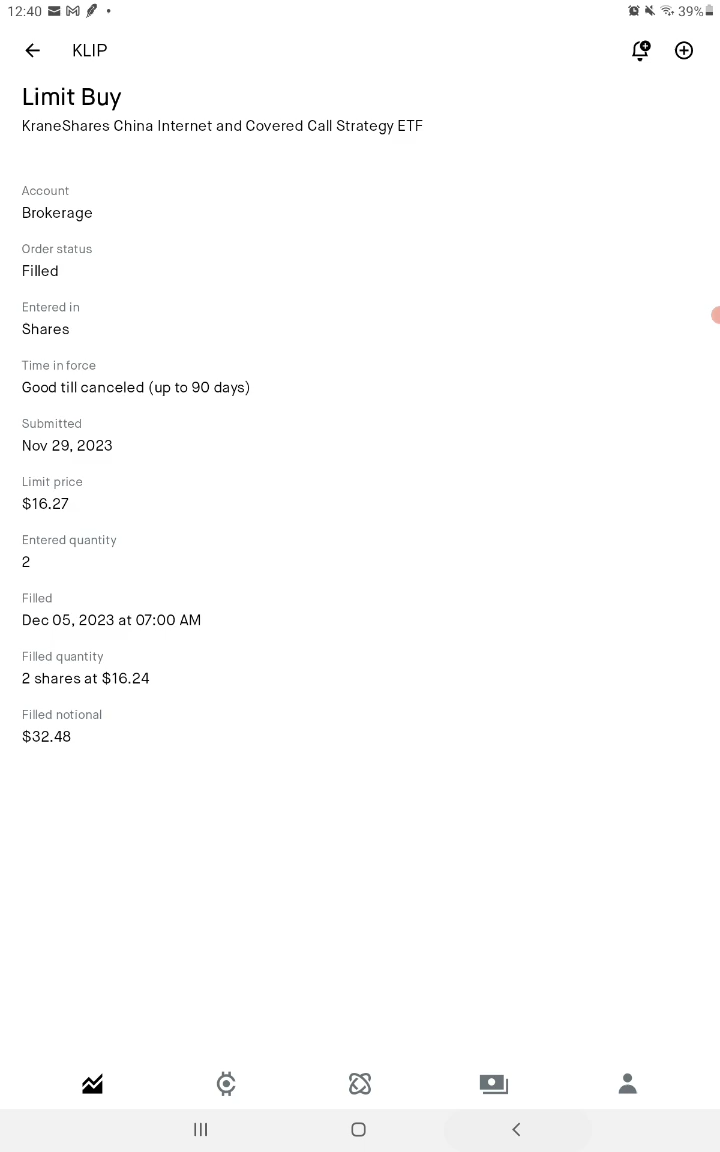 12:40
39%
KLIP
Limit Buy
KraneShares China Internet and Covered Call Strategy ETF
Account
Brokerage
Order status
Filled
Entered in
Shares
Time in force
Good till canceled (up to 90 days)
Submitted
Nov 29, 2023
Limit price
$16.27
Entered quantity
2
Filled
Dec 05, 2023 at 07:00 AM
Filled quantity
2 shares at $16.24
Filled notional
$32.48